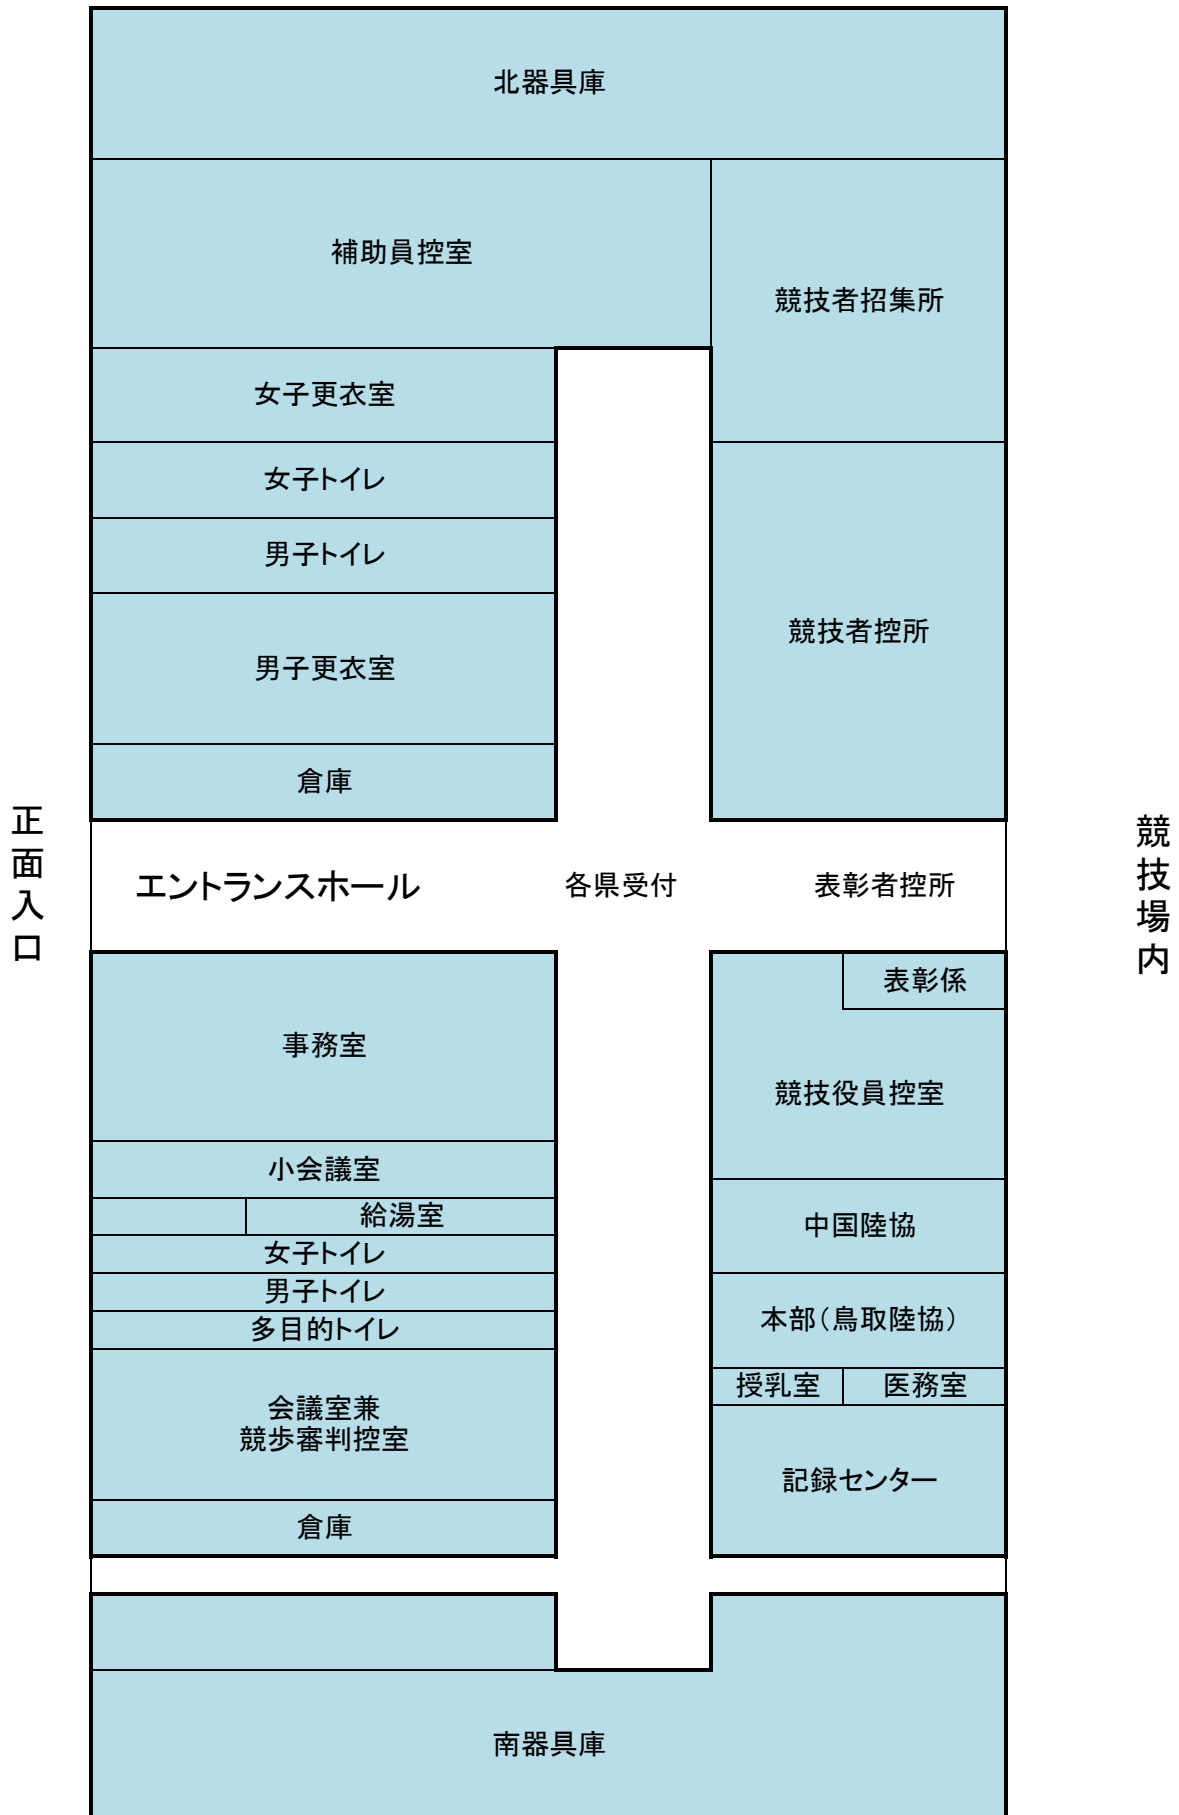 北器具庫
補助員控室
競技者招集所
女子更衣室
女子トイレ
男子トイレ
競技者控所
男子更衣室
倉庫
正面入口
エントランスホール
各県受付
表彰者控所
競技場内
表彰係
事務室
競技役員控室
小会議室
給湯室
中国陸協
女子トイレ
男子トイレ
本部（鳥取陸協）
多目的トイレ
授乳室
医務室
会議室兼
競歩審判控室
記録センター
倉庫
南器具庫